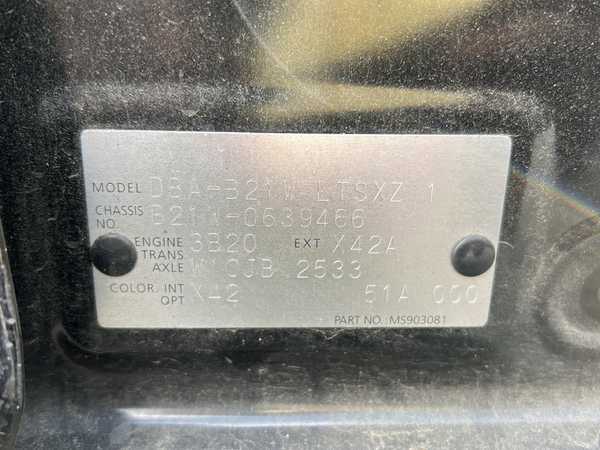 MODEL DBA-B21W LTSXZ 1
CHASSIS NO. B21W-0639466
ENGINE 3B20 EXT X42A
TRANS AXLE W1CJB 2533
COLOR, INT OPT X42 51A 000
PART NO.: MS903081